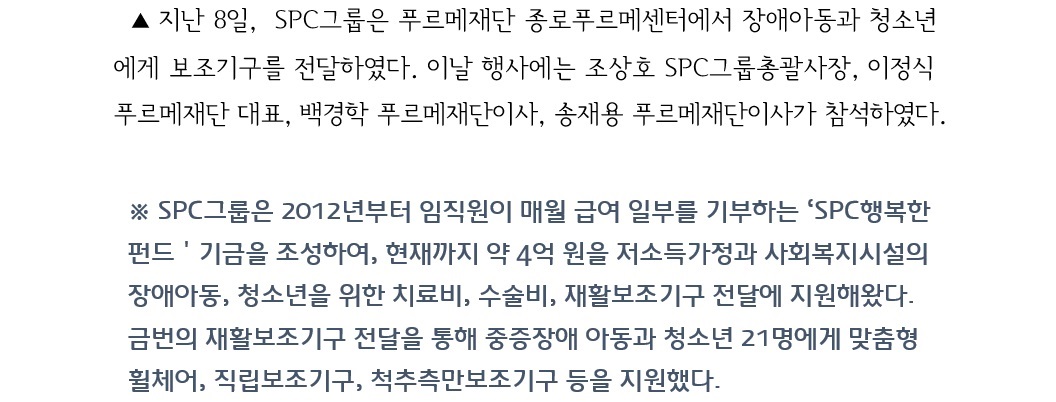 ▲ 지난 8일, SPC그룹은 푸르메재단 종로푸르메센터에서 장애아동과 청소년
에게 보조기구를 전달하였다. 이날 행사에는 조상호 SPC그룹총괄사장, 이정식
푸르메재단 대표, 백경학 푸르메재단이사, 송재용 푸르메재단이사가 참석하였다.
※ SPC그룹은 2012년부터 임직원이 매월 급여 일부를 기부하는 ‘SPC행복한
펀드 ' 기금을 조성하여, 현재까지 약 4억 원을 저소득가정과 사회복지시설의
장애아동, 청소년을 위한 치료비, 수술비, 재활보조기구 전달에 지원해왔다.
금번의 재활보조기구 전달을 통해 중증장애 아동과 청소년 21명에게 맞춤형
휠체어, 직립보조기구, 척추측만보조기구 등을 지원했다.